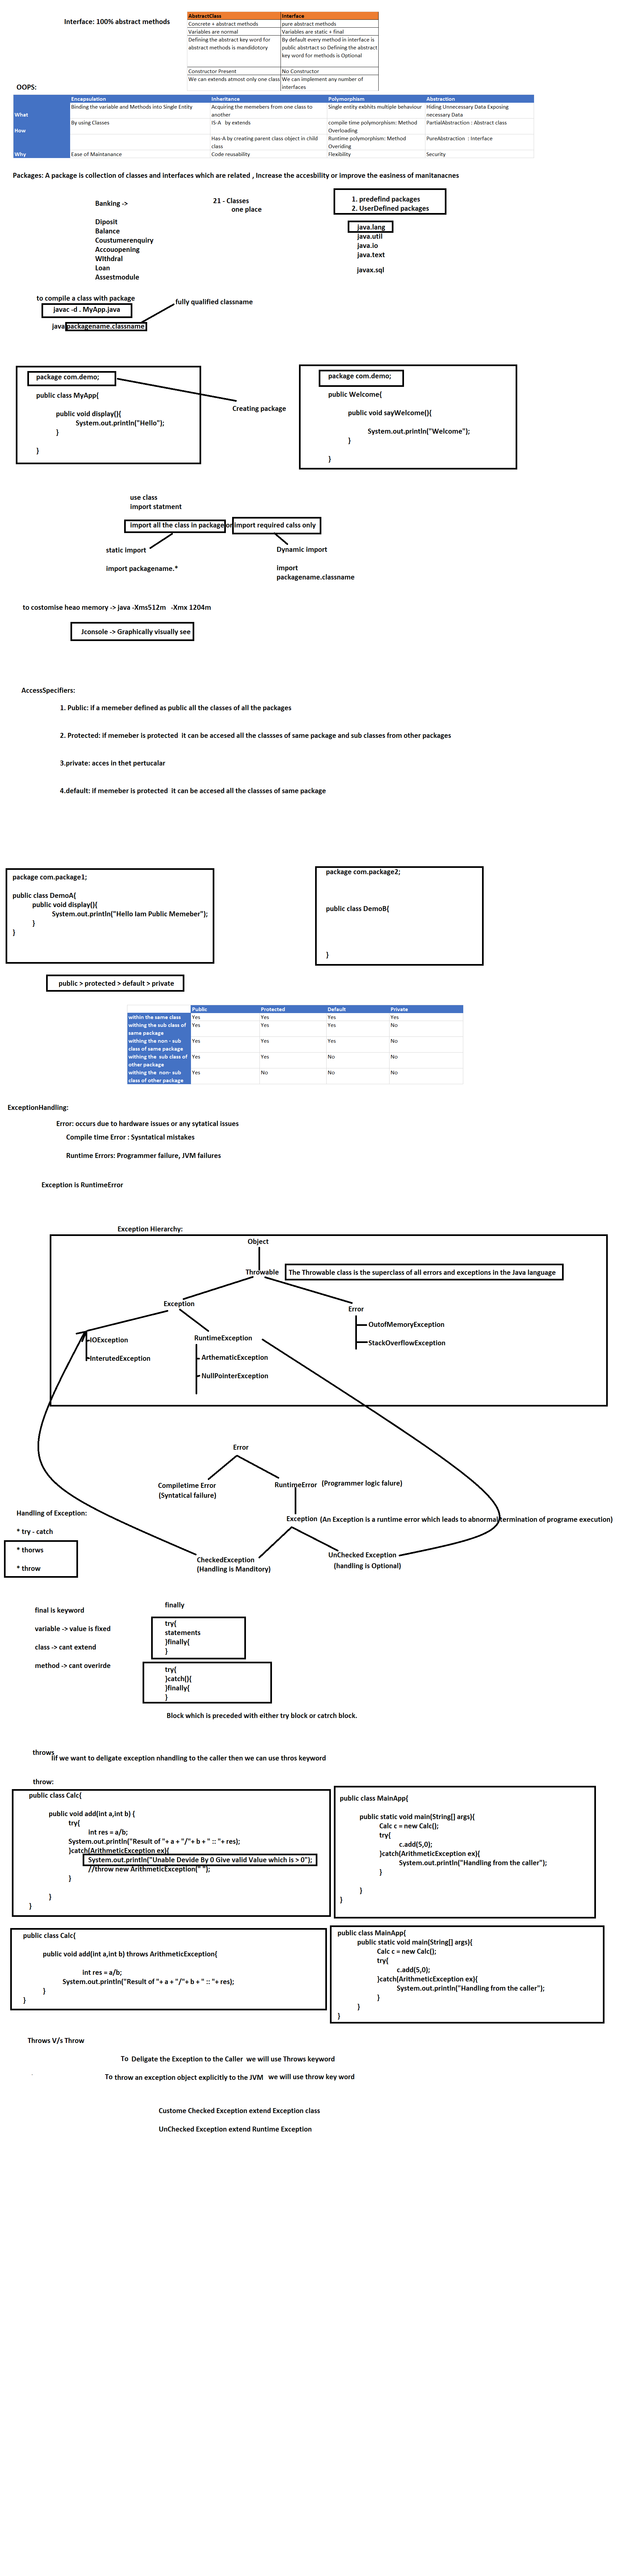 Interface: 100% abstract methods
AbstractClass Interface
Concrete + abstract methods pure abstract methods
Variables are normal Variables are static + final
Defining the abstract key word for abstract methods is mandidotory By default every method in interface is public abstrtact so Defining the abstract key word for methods is Optional
Constructor Present No Constructor
We can extends atmost only one class We can implement any number of interfaces
OOPS:
Encapsulation Inheritance Polymorphism Abstraction
What Binding the variable and Methods into Single Entity Acquiring the memebers from one class to another Single entity exbhits multiple behaviour Hiding Unnecessary Data Exposing necessary Data
How By using Classes IS-A by extends compile time polymorphism: Method Overloading PartialAbstraction : Abstract class
Has-A by creating parent class object in child class Runtime polymorphism: Method Overiding PureAbstraction : Interface
Why Ease of Maintanance Code reusability Flexibility Security
Packages: A package is collection of classes and interfaces which are related , Increase the accesbility or improve the easiness of manitanacnes
Banking ->
21 - Classes
one place
1. predefind packages
2. UserDefined packages
Diposit
Balance
Coustumerenquiry
Accouopening
WIthdral
Loan
Assestmodule
java.lang
java.util
java.io
java.text
javax.sql
to compile a class with package
javac -d . MyApp.java
fully qualified classname
java packagename.classname
package com.demo;
public class MyApp{
public void display(){
System.out.println("Hello");
}
}
Creating package
package com.demo;
public Welcome{
public void sayWelcome(){
System.out.println("Welcome");
}
}
use class
import statment
import all the class in package or import required calss only
static import
import packagename.*
Dynamic import
import
packagename.classname
to costomise heao memory -> java -Xms512m -Xmx 1204m
Jconsole -> Graphically visually see
AccessSpecifiers:
1. Public: if a memeber defined as public all the classes of all the packages
2. Protected: if memeber is protected it can be accesed all the classses of same package and sub classes from other packages
3.private: acces in thet pertucalar
4.default: if memeber is protected it can be accesed all the classses of same package
package com.package1;
public class DemoA{
public void display(){
System.out.println("Hello Iam Public Memeber");
}
}
package com.package2;
public class DemoB{
}
public > protected > default > private
Public Protected Default Private
within the same class Yes Yes Yes Yes
withing the sub class of same package Yes Yes Yes No
withing the non - sub class of same package Yes Yes Yes No
withing the sub class of other package Yes Yes No No
withing the non- sub class of other package Yes No No No
ExceptionHandling:
Error: occurs due to hardware issues or any sytatical issues
Compile time Error : Sysntatical mistakes
Runtime Errors: Programmer failure, JVM failures
Exception is RuntimeError
Exception Hierarchy:
Object
Throwable
The Throwable class is the superclass of all errors and exceptions in the Java language
Exception
Error
IOException
InterutedException
RuntimeException
ArthematicException
NullPointerException
OutofMemoryException
StackOverflowException
Error
Compiletime Error
(Syntatical failure)
RuntimeError (Programmer logic falure)
Exception (An Exception is a runtime error which leads to abnormal termination of programe execution)
Handling of Exception:
* try - catch
* thorws
* throw
CheckedException
(Handling is Manditory)
UnChecked Exception
(handling is Optional)
final is keyword
variable -> value is fixed
class -> cant extend
method -> cant overirde
finally
try{
statements
}finally{
}
try{
}catch(){
}finally{
}
Block which is preceded with either try block or catrch block.
throws
Iif we want to deligate exception nhandling to the caller then we can use thros keyword
throw:
public class Calc{
public void add(int a,int b) {
try{
int res = a/b;
System.out.println("Result of "+ a + "/"+ b + " :: "+ res);
}catch(ArithmeticException ex){
System.out.println("Unable Devide By 0 Give valid Value which is > 0");
//throw new ArithmeticException(" ");
}
}
}
public class MainApp{
public static void main(String[] args){
Calc c = new Calc();
try{
c.add(5,0);
}catch(ArithmeticException ex){
System.out.println("Handling from the caller");
}
}
}
public class Calc{
public void add(int a,int b) throws ArithmeticException{
int res = a/b;
System.out.println("Result of "+ a + "/"+ b + " :: "+ res);
}
}
public class MainApp{
public static void main(String[] args){
Calc c = new Calc();
try{
c.add(5,0);
}catch(ArithmeticException ex){
System.out.println("Handling from the caller");
}
}
}
Throws V/s Throw
To Deligate the Exception to the Caller we will use Throws keyword
To throw an exception object explicitly to the JVM we will use throw key word
Custome Checked Exception extend Exception class
UnChecked Exception extend Runtime Exception